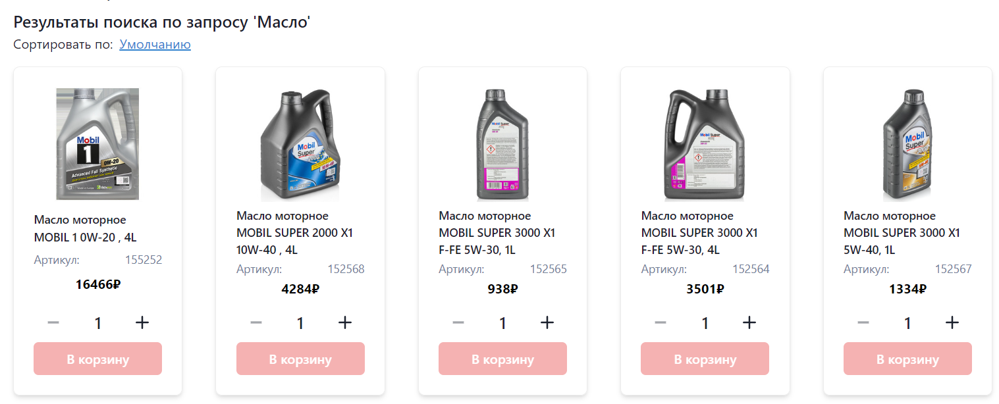 Результаты поиска по запросу 'Масло'
Сортировать по: Умолчанию
Mobil
1
0W-20
Advanced Full Synthetic
Масло моторное
MOBIL 1 0W-20 , 4L
Артикул: 155252
16466₽
1
В корзину
Mobil
Super
2000
10W-40
Масло моторное
MOBIL SUPER 2000 X1
10W-40 , 4L
Артикул: 152568
4284₽
1
В корзину
Mobil Super
Масло моторное
MOBIL SUPER 3000 X1
F-FE 5W-30, 1L
Артикул: 152565
938₽
1
В корзину
Mobil Super
Масло моторное
MOBIL SUPER 3000 X1
F-FE 5W-30, 4L
Артикул: 152564
3501₽
1
В корзину
Mobil
Super
3000
Масло моторное
MOBIL SUPER 3000 X1
5W-40, 1L
Артикул: 152567
1334₽
1
В корзину